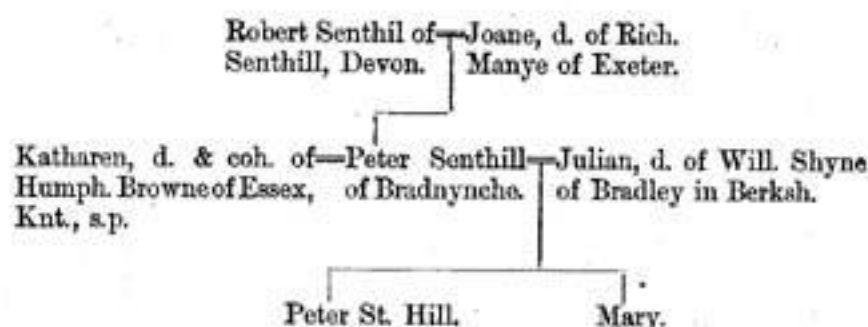 Robert Senthil of Joane, d. of Rich.
Senthill, Devon. Manye of Exeter.
Katharen, d. & coh. of Peter Senthill Julian, d. of Will. Shyne
Humph. Browne of Essex, of Bradnynche. of Bradley in Berksh.
Knt., s.p.
Peter St. Hill. Mary.